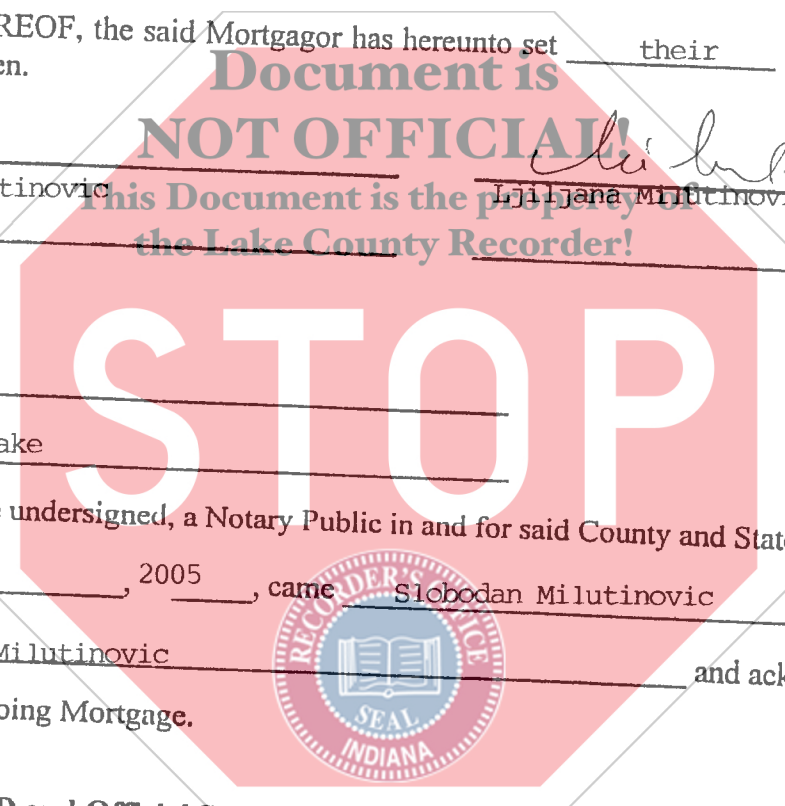 REOF, the said Mortgagor has hereunto set their
en.
Document is
NOT OFFICIAL!
tinovic Ljiljana Milutinovi
This Document is the property of
the Lake County Recorder!
STOP
ake
e undersigned, a Notary Public in and for said County and State
, 2005 , came Slobodan Milutinovic
Milutinovic and ack
oing Mortgage.
RECORDER'S OFFICE
SEAL
INDIANA